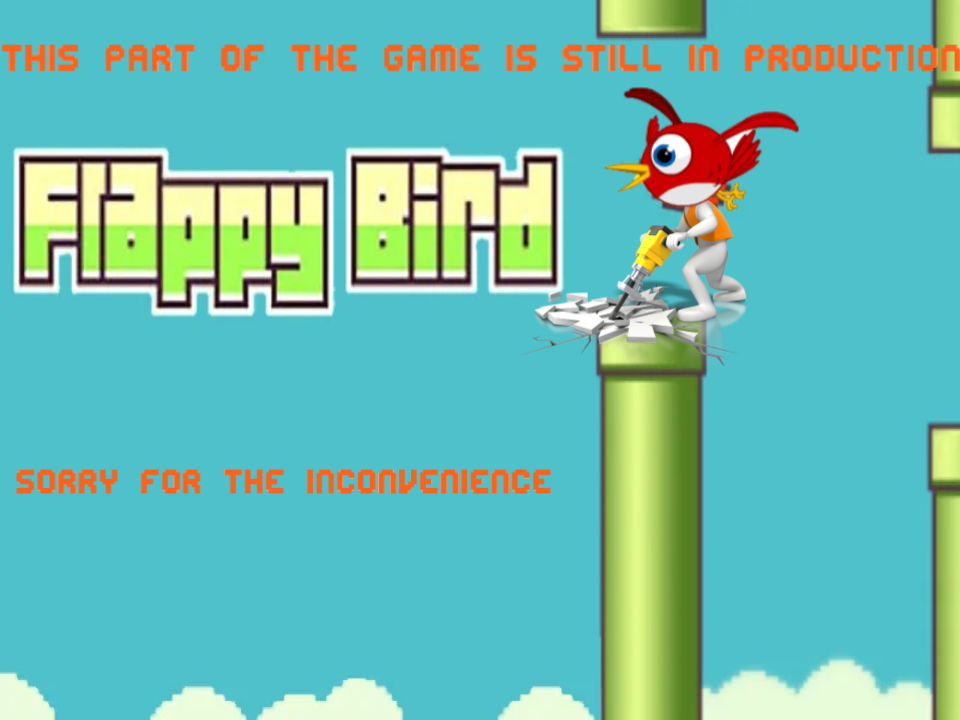 THIS PART OF THE GAME IS STILL IN PRODUCTION
Flappy Bird
SORRY FOR THE INCONVENIENCE